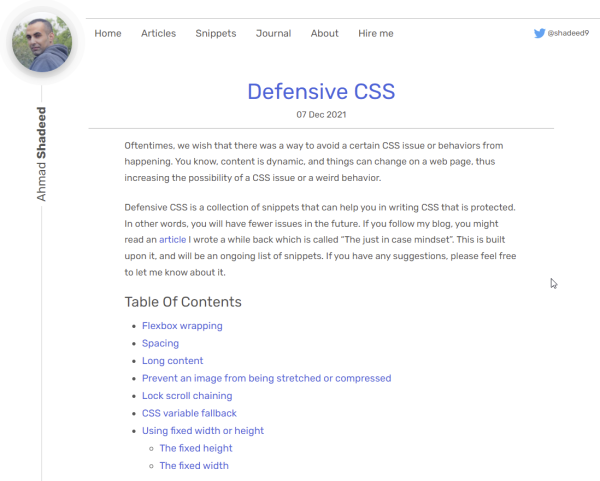 Home Articles Snippets Journal About Hire me @shadeed9
Ahmad Shadeed
Defensive CSS
07 Dec 2021
Oftentimes, we wish that there was a way to avoid a certain CSS issue or behaviors from
happening. You know, content is dynamic, and things can change on a web page, thus
increasing the possibility of a CSS issue or a weird behavior.
Defensive CSS is a collection of snippets that can help you in writing CSS that is protected.
In other words, you will have fewer issues in the future. If you follow my blog, you might
read an article I wrote a while back which is called "The just in case mindset". This is built
upon it, and will be an ongoing list of snippets. If you have any suggestions, please feel free
to let me know about it.
Table Of Contents
• Flexbox wrapping
• Spacing
• Long content
• Prevent an image from being stretched or compressed
• Lock scroll chaining
• CSS variable fallback
• Using fixed width or height
◦ The fixed height
◦ The fixed width